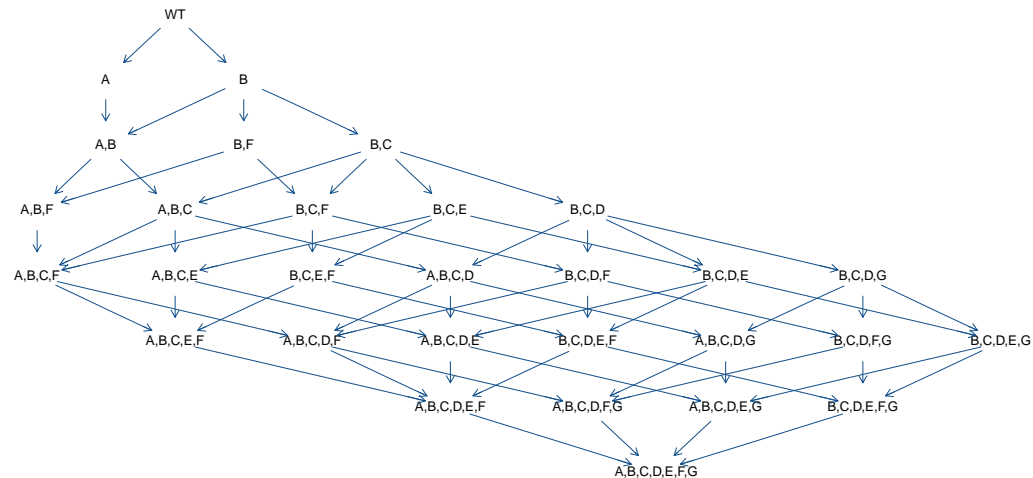 WT
A B
A,B B,F B,C
A,B,F A,B,C B,C,F B,C,E B,C,D
A,B,C,F A,B,C,E B,C,E,F A,B,C,D B,C,D,F B,C,D,E B,C,D,G
A,B,C,E,F A,B,C,D,F A,B,C,D,E B,C,D,E,F A,B,C,D,G B,C,D,F,G B,C,D,E,G
A,B,C,D,E,F A,B,C,D,F,G A,B,C,D,E,G B,C,D,E,F,G
A,B,C,D,E,F,G